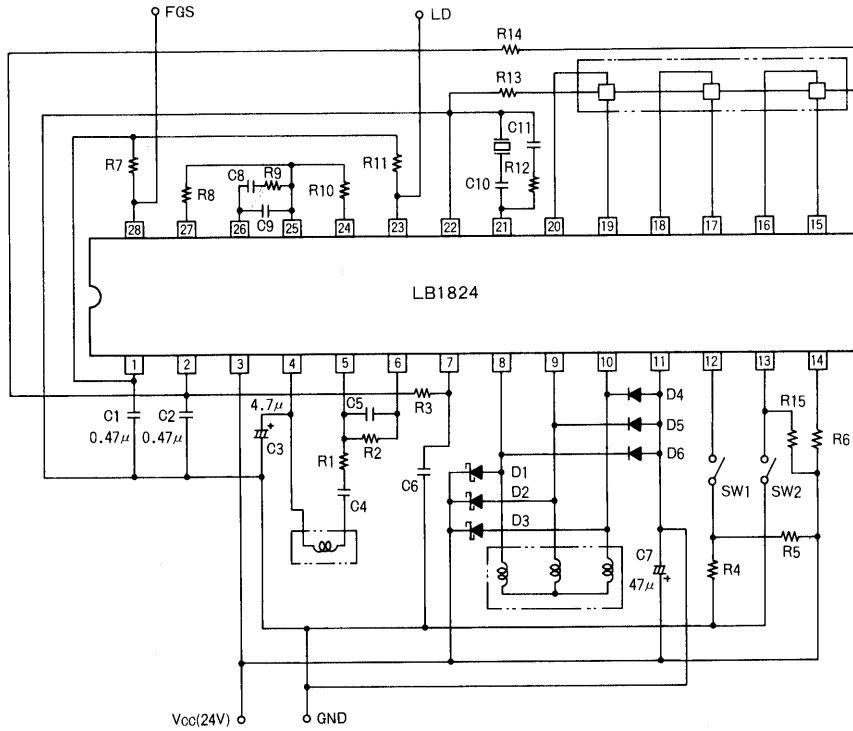 FGS
LD
R14
R13
C11
R7
R11
R12
C8
R9
R8
R10
C10
C9
28
27
26
25
24
23
22
21
20
19
18
17
16
15
LB1824
1
2
3
4
5
6
7
8
9
10
11
12
13
14
D4
R15
4.7μ
C5
R3
C1
C2
+
D5
R6
0.47μ
0.47μ
C3
R2
R1
D6
C6
D1
SW1
SW2
C4
D2
D3
R5
C7
R4
47μ
+
Vcc(24V)
GND